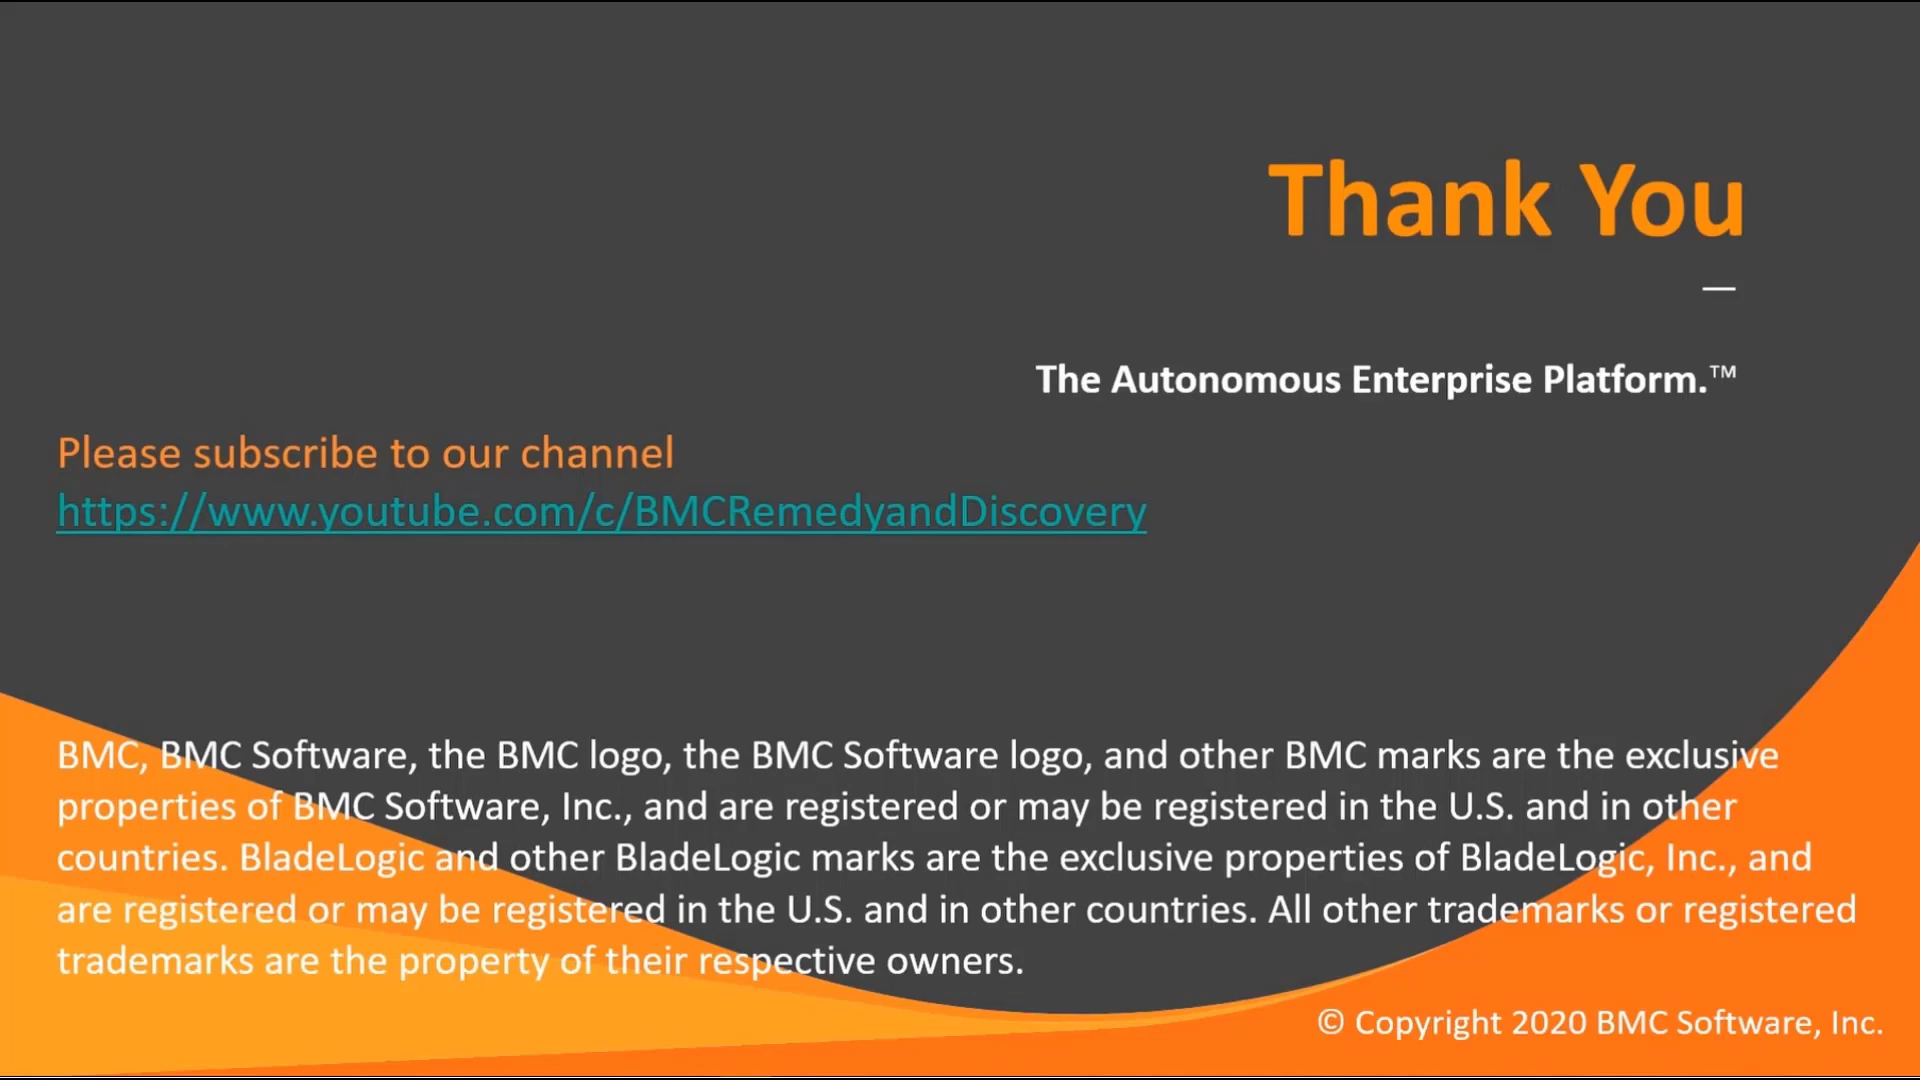 Thank You
—
The Autonomous Enterprise Platform.™
Please subscribe to our channel
https://www.youtube.com/c/BMCRemedyandDiscovery
BMC, BMC Software, the BMC logo, the BMC Software logo, and other BMC marks are the exclusive
properties of BMC Software, Inc., and are registered or may be registered in the U.S. and in other
countries. BladeLogic and other BladeLogic marks are the exclusive properties of BladeLogic, Inc., and
are registered or may be registered in the U.S. and in other countries. All other trademarks or registered
trademarks are the property of their respective owners.
© Copyright 2020 BMC Software, Inc.